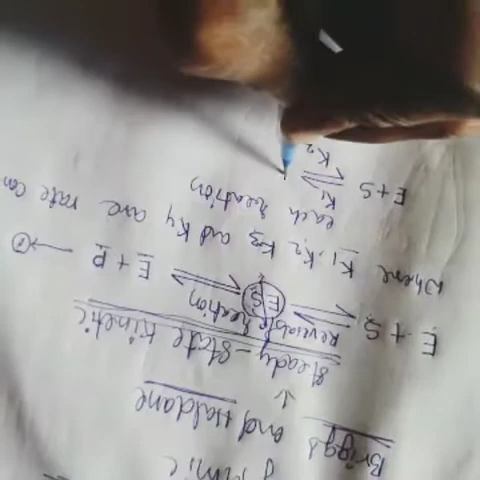 Briggs and Haldane
↓
Steady-State Kinetic
Reversible Reaction
E + S ⇌ ES ⇌ E + P
where K1, K2 K3 and K4 are rate con
each reaction
E + S ⇌ K1 K2